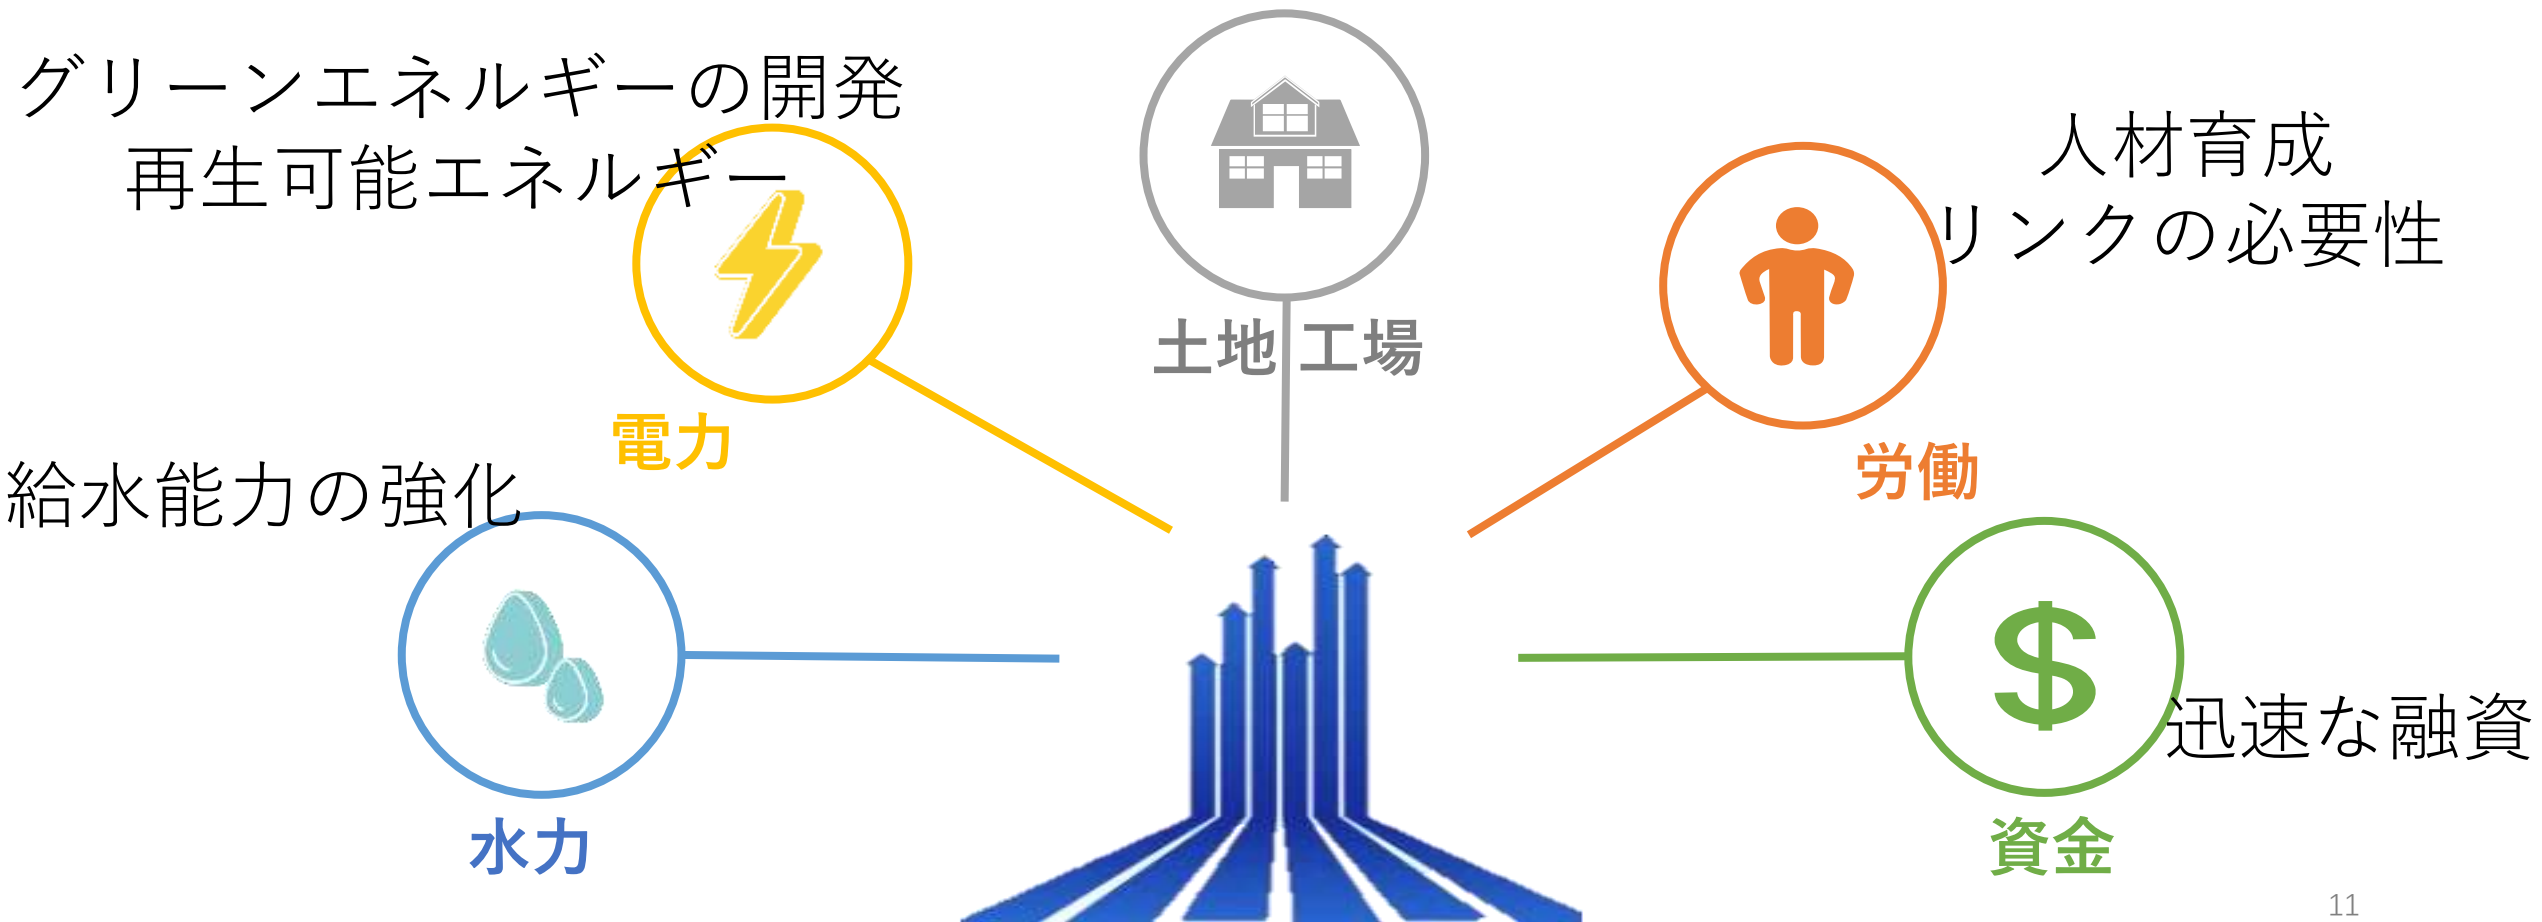 グリーンエネルギーの開発
再生可能エネルギー
人材育成
リンクの必要性
土地 工場
電力
労働
給水能力の強化
迅速な融資
水力
資金
11